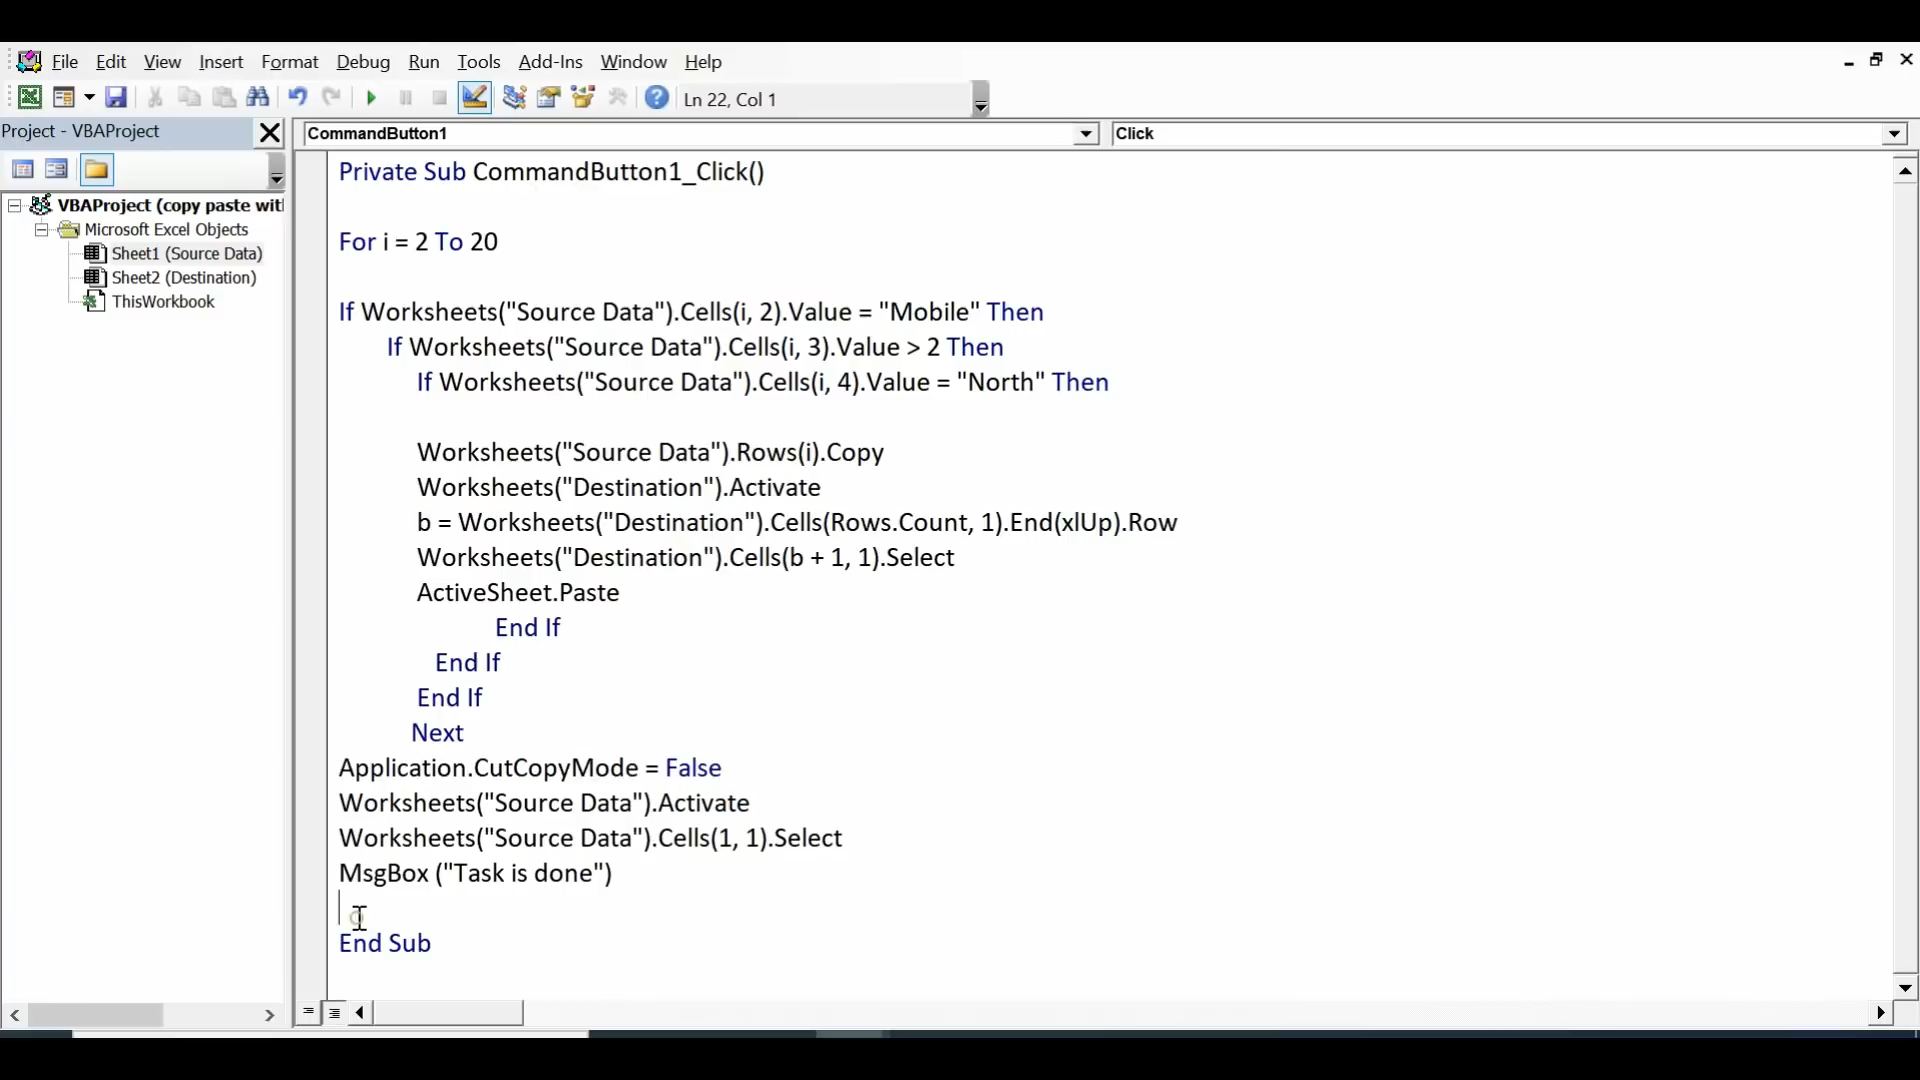 File Edit View Insert Format Debug Run Tools Add-Ins Window Help
Ln 22, Col 1
Project - VBAProject
CommandButton1
Click
VBAProject (copy paste wit
Microsoft Excel Objects
Sheet1 (Source Data)
Sheet2 (Destination)
ThisWorkbook
Private Sub CommandButton1_Click()
For i = 2 To 20
If Worksheets("Source Data").Cells(i, 2).Value = "Mobile" Then
If Worksheets("Source Data").Cells(i, 3).Value > 2 Then
If Worksheets("Source Data").Cells(i, 4).Value = "North" Then
Worksheets("Source Data").Rows(i).Copy
Worksheets("Destination").Activate
b = Worksheets("Destination").Cells(Rows.Count, 1).End(xlUp).Row
Worksheets("Destination").Cells(b + 1, 1).Select
ActiveSheet.Paste
End If
End If
End If
Next
Application.CutCopyMode = False
Worksheets("Source Data").Activate
Worksheets("Source Data").Cells(1, 1).Select
MsgBox ("Task is done")
End Sub